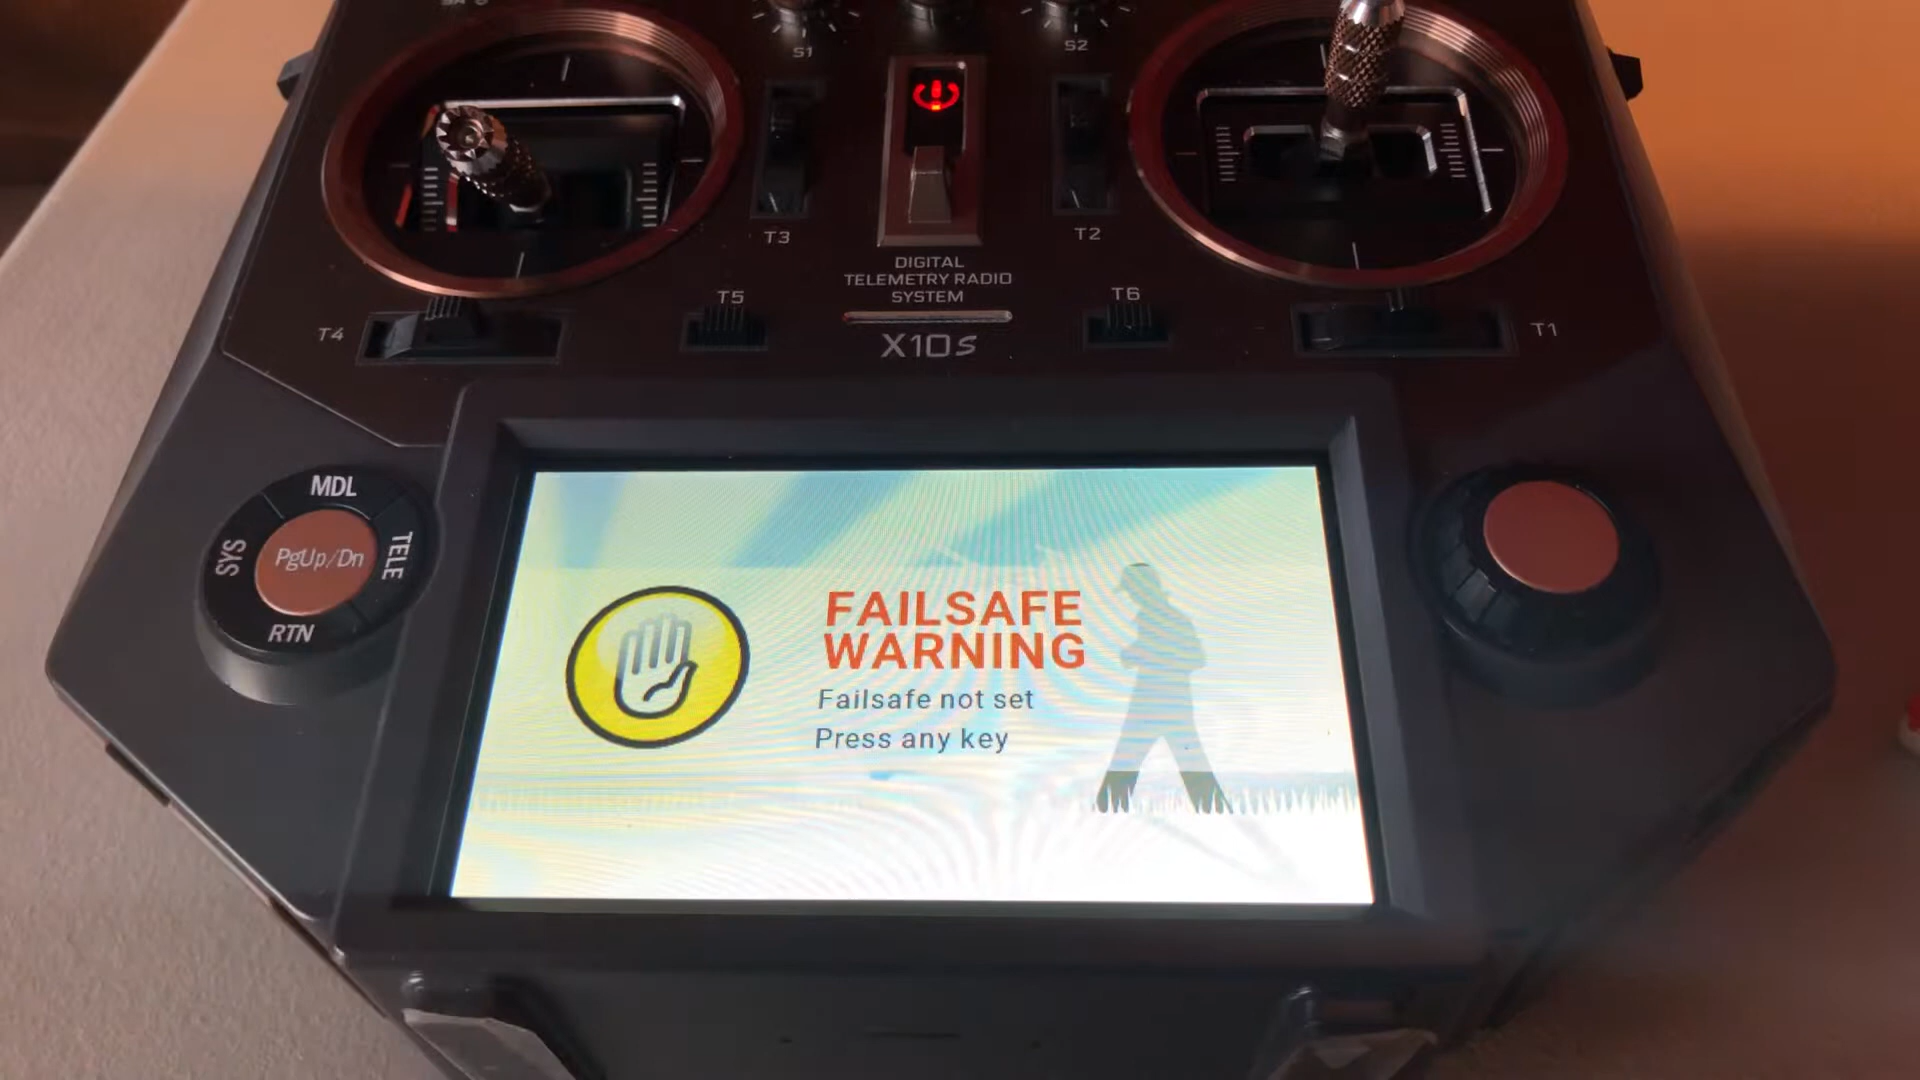 S1
S2
T3
T2
DIGITAL
TELEMETRY RADIO
SYSTEM
T5
T6
T4
T1
X10S
MDL
SYS
PgUp/Dn
TELE
RTN
FAILSAFE
WARNING
Failsafe not set
Press any key